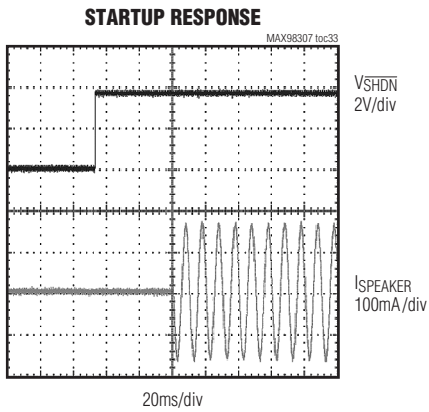 STARTUP RESPONSE
MAX98307 toc33
VSHDN
2V/div
ISPEAKER
100mA/div
20ms/div